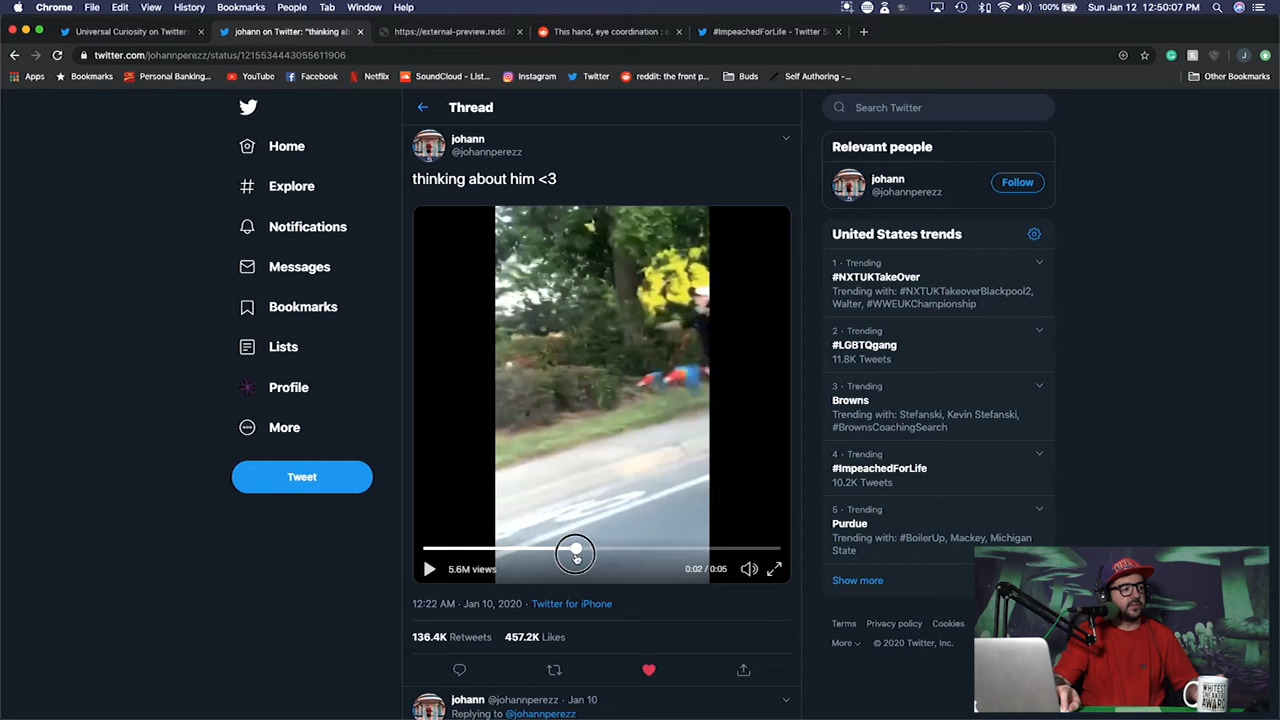 Chrome File Edit View History Bookmarks People Tab Window Help 100% Sun Jan 12 12:50:07 PM
Universal Curiosity on Twitter: johann on Twitter: "thinking ab https://external-preview.redd.i This hand, eye coordination : o #ImpeachedForLife - Twitter S
twitter.com/johannperezz/status/1215534443055611906
Apps Bookmarks Personal Banking... YouTube Facebook Netflix SoundCloud – List... Instagram Twitter reddit: the front p... Buds Self Authoring -... Other Bookmarks
Home
Explore
Notifications
Messages
Bookmarks
Lists
Profile
More
Tweet
Thread
johann
@johannperezz
thinking about him <3
5.6M views 0:02 / 0:05
12:22 AM · Jan 10, 2020 · Twitter for iPhone
136.4K Retweets 457.2K Likes
johann @johannperezz · Jan 10
Replying to @johannperezz
Search Twitter
Relevant people
johann
@johannperezz
Follow
United States trends
1 · Trending
#NXTUKTakeOver
Trending with: #NXTUKTakeoverBlackpool2,
Walter, #WWEUKChampionship
2 · Trending
#LGBTQgang
11.8K Tweets
3 · Trending
Browns
Trending with: Stefanski, Kevin Stefanski,
#BrownsCoachingSearch
4 · Trending
#ImpeachedForLife
10.2K Tweets
5 · Trending
Purdue
Trending with: #BoilerUp, Mackey, Michigan
State
Show more
Terms Privacy policy Cookies
More © 2020 Twitter, Inc.
WHITEST
SNEAKER
AWARD